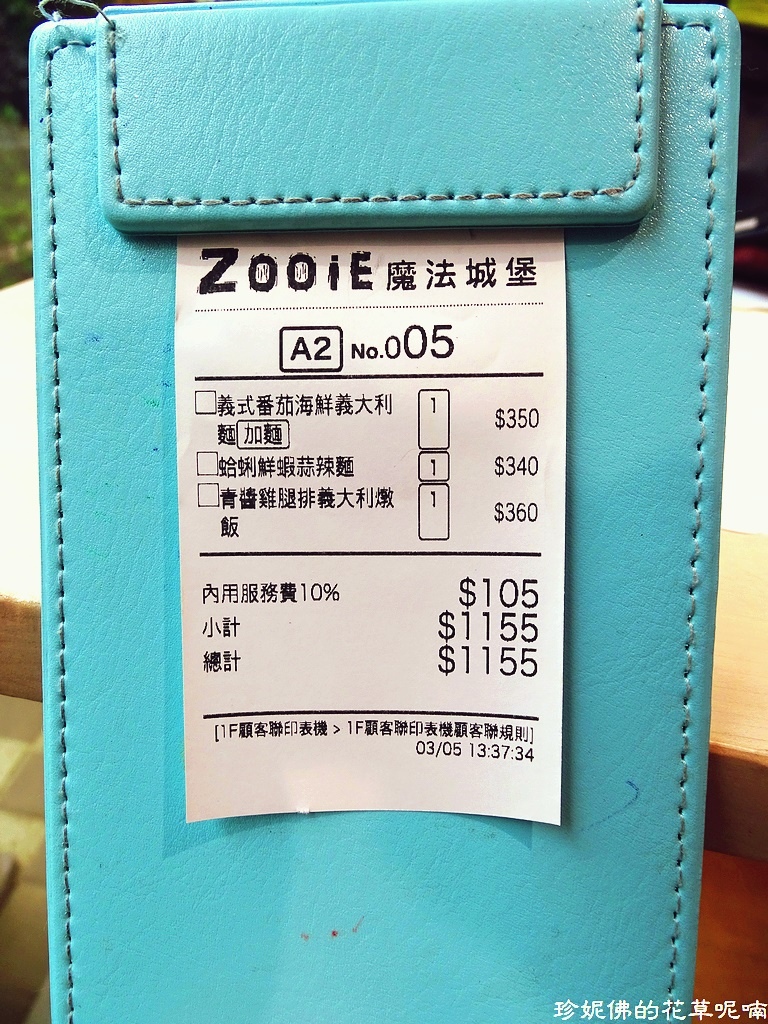 ZOOiE 魔法城堡
A2 No.005
義式番茄海鮮義大利 1 $350
麵 加麵
蛤蜊鮮蝦蒜辣麵 1 $340
青醬雞腿排義大利燉 1 $360
飯
內用服務費10% $105
小計 $1155
總計 $1155
[1F顧客聯印表機 > 1F顧客聯印表機顧客聯規則]
03/05 13:37:34
珍妮佛的花草呢喃